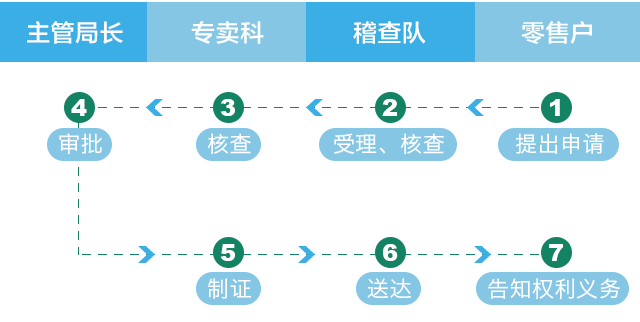 主管局长 专卖科 稽查队 零售户
4 3 2 1
审批 核查 受理、核查 提出申请
5 6 7
制证 送达 告知权利义务